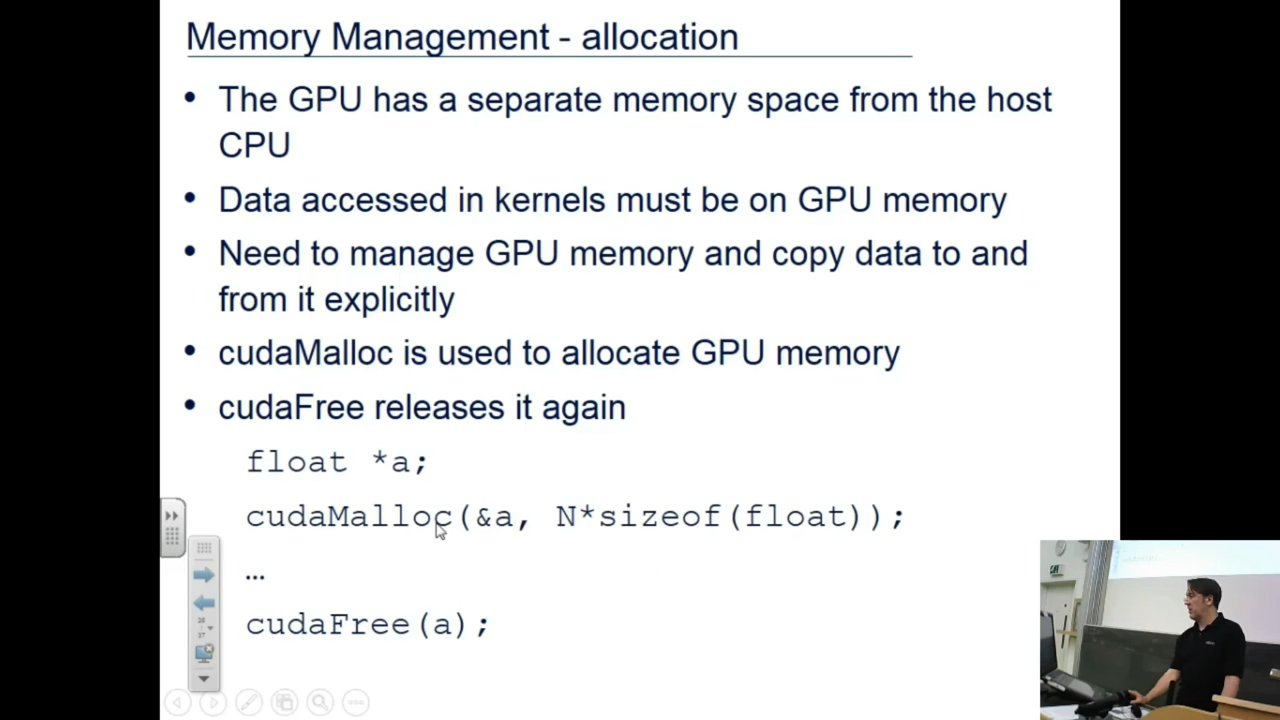 Memory Management - allocation
• The GPU has a separate memory space from the host
CPU
• Data accessed in kernels must be on GPU memory
• Need to manage GPU memory and copy data to and
from it explicitly
• cudaMalloc is used to allocate GPU memory
• cudaFree releases it again
float *a;
cudaMalloc(&a, N*sizeof(float));
…
cudaFree(a);